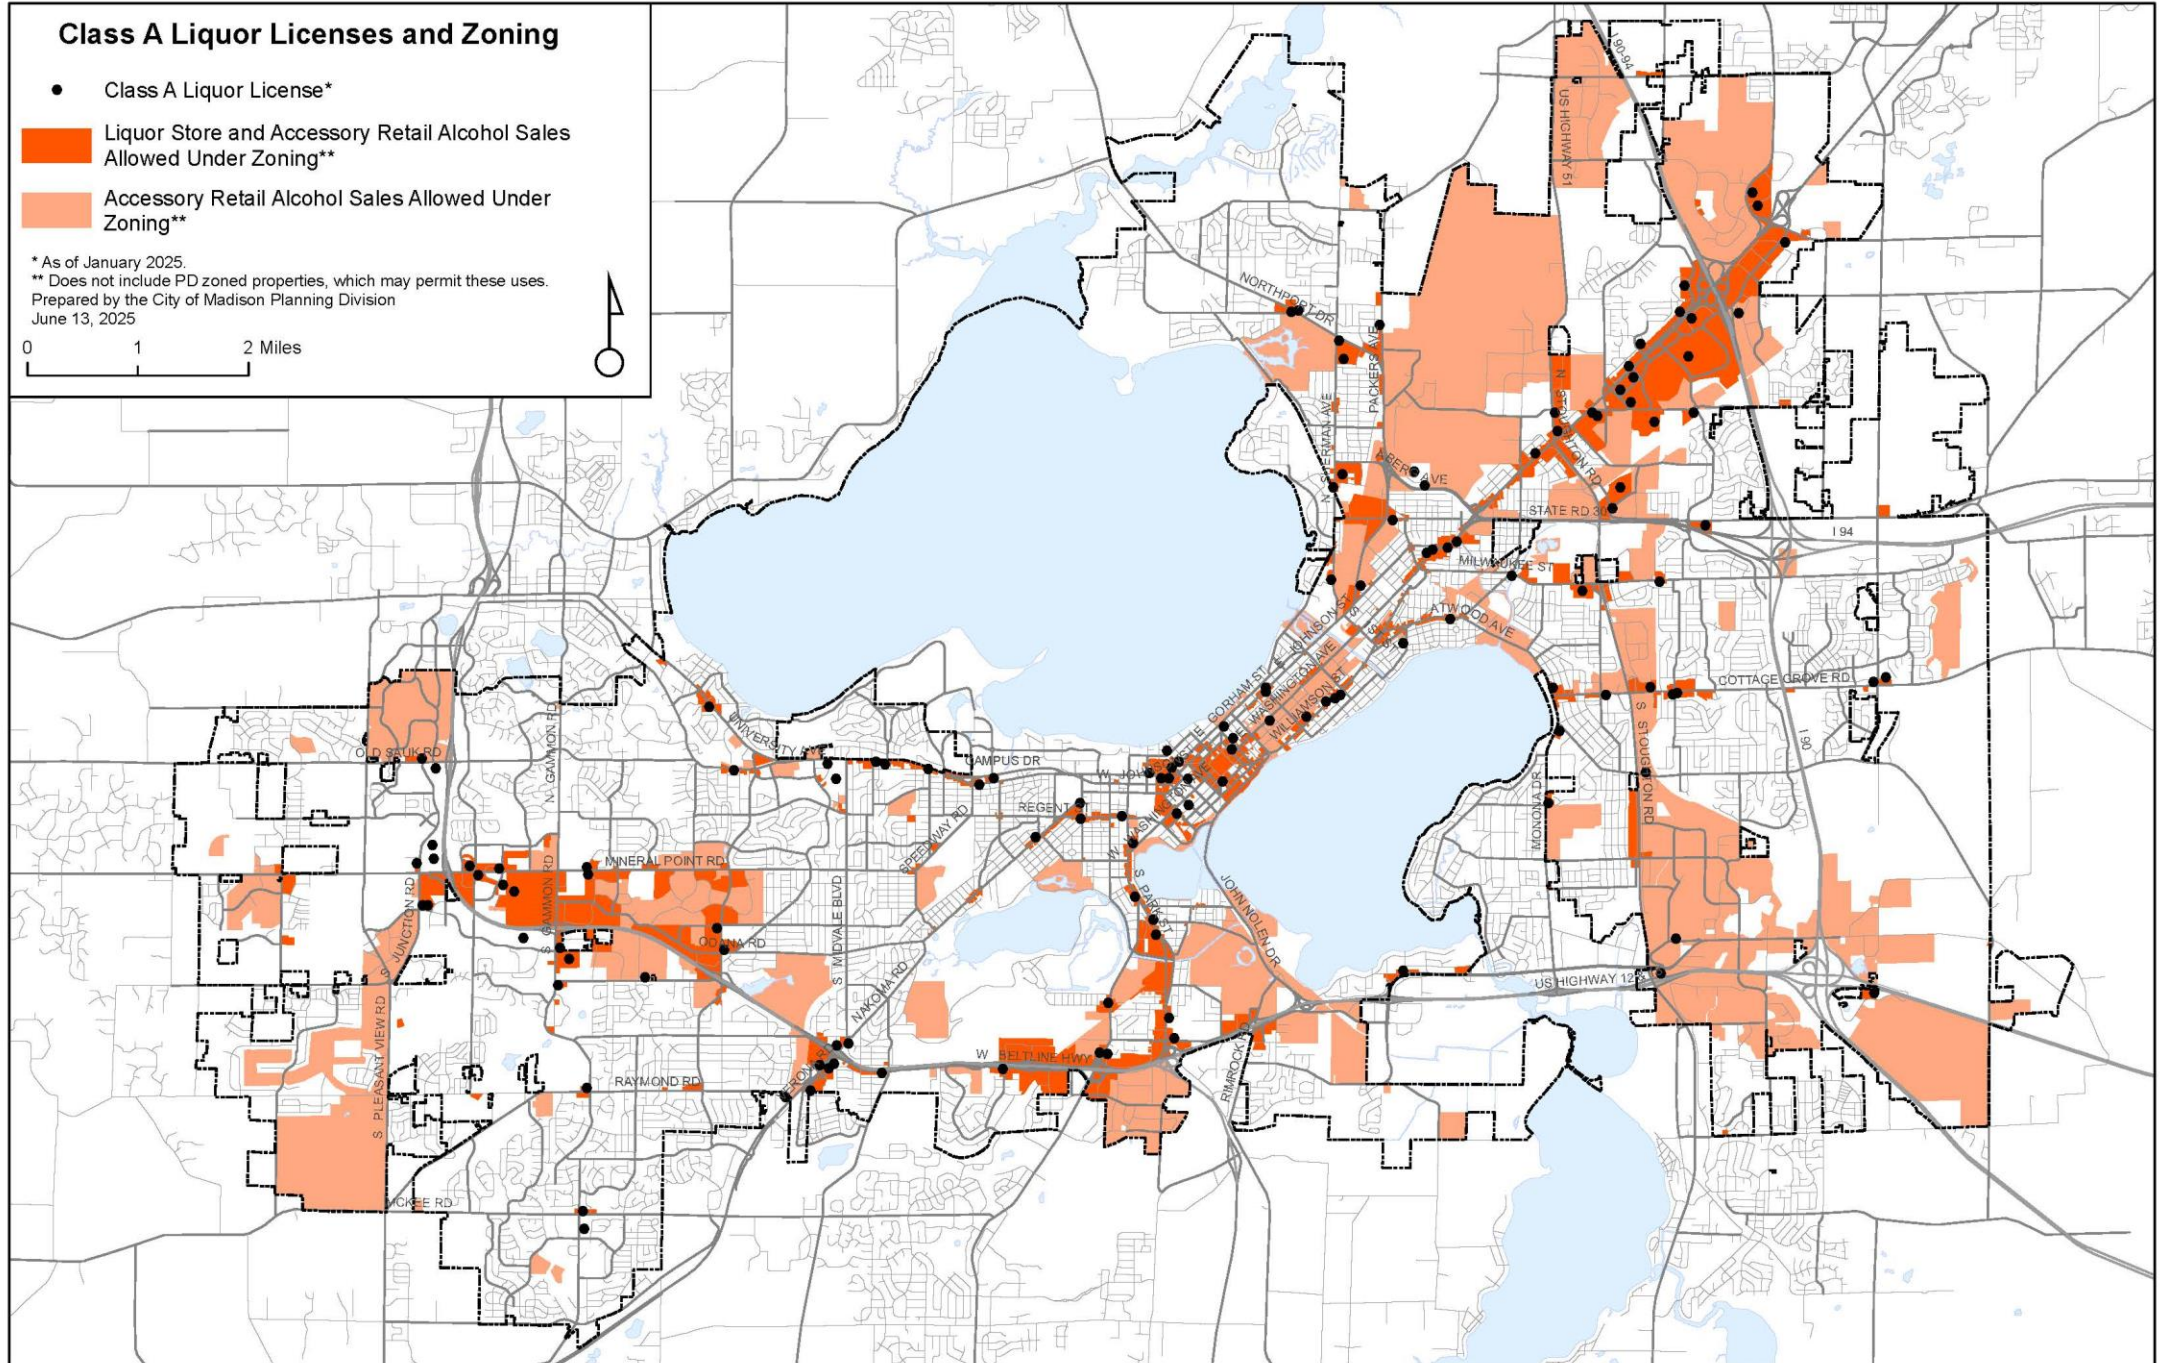 Class A Liquor Licenses and Zoning
Class A Liquor License*
Liquor Store and Accessory Retail Alcohol Sales
Allowed Under Zoning**
Accessory Retail Alcohol Sales Allowed Under
Zoning**
* As of January 2025.
** Does not include PD zoned properties, which may permit these uses.
Prepared by the City of Madison Planning Division
June 13, 2025
0 1 2 Miles
I 90-94
US HIGHWAY 51
NORTHPORT DR
PACKERS AVE
N SHERMAN AVE
N STOUGHTON RD
ABERG AVE
STATE RD 30
I 94
MILWAUKEE ST
ATWOOD AVE
E JOHNSON ST
GORHAM ST
WASHINGTON AVE
WILLIAMSON ST
COTTAGE GROVE RD
S STOUGHTON RD
I 90
MONONA DR
OLD SAUK RD
N GAMMON RD
UNIVERSITY AVE
CAMPUS DR
REGENT
SPEEDWAY RD
W WASHINGTON AVE
MINERAL POINT RD
S MIDVALE BLVD
S JUNCTION RD
S GAMMON RD
ODANA RD
S PARK ST
JOHN NOLEN DR
NAKOMA RD
US HIGHWAY 12
S PLEASANT VIEW RD
W BELTLINE HWY
RIMROCK RD
RAYMOND RD
MCKEE RD